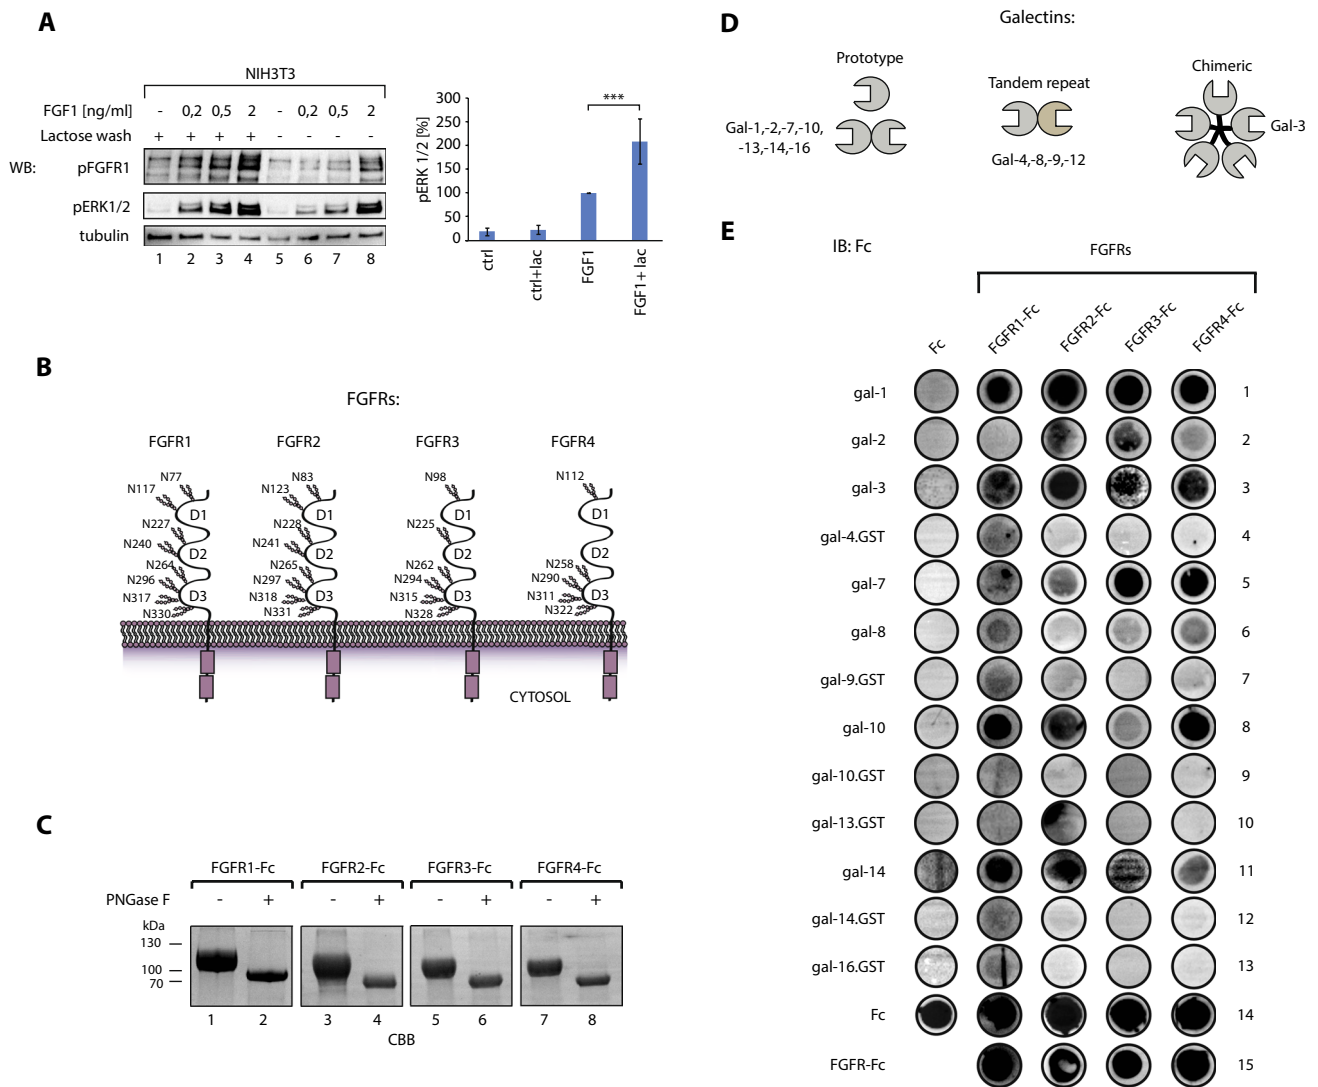 A
NIH3T3
FGF1 [ng/ml] - 0,2 0,5 2 - 0,2 0,5 2
Lactose wash + + + + - - - -
WB: pFGFR1
pERK1/2
tubulin
1 2 3 4 5 6 7 8
pERK 1/2 [%]
300
250
200
150
100
50
0
***
ctrl
ctrl+lac
FGF1
FGF1+ lac
B
FGFRs:
FGFR1 FGFR2 FGFR3 FGFR4
N77
N117
N227
N240
N264
N296
N317
N330
D1
D2
D3
N83
N123
N228
N241
N265
N297
N318
N331
D1
D2
D3
N98
N225
N262
N294
N315
N328
D1
D2
D3
N112
N258
N290
N311
N322
D1
D2
D3
CYTOSOL
C
FGFR1-Fc FGFR2-Fc FGFR3-Fc FGFR4-Fc
PNGase F - + - + - + - +
kDa
130
100
70
1 2 3 4 5 6 7 8
CBB
D
Galectins:
Prototype
Gal-1,-2,-7,-10,
-13,-14,-16
Tandem repeat
Gal-4,-8,-9,-12
Chimeric
Gal-3
E
IB: Fc
FGFRs
Fc FGFR1-Fc FGFR2-Fc FGFR3-Fc FGFR4-Fc
gal-1 1
gal-2 2
gal-3 3
gal-4.GST 4
gal-7 5
gal-8 6
gal-9.GST 7
gal-10 8
gal-10.GST 9
gal-13.GST 10
gal-14 11
gal-14.GST 12
gal-16.GST 13
Fc 14
FGFR-Fc 15